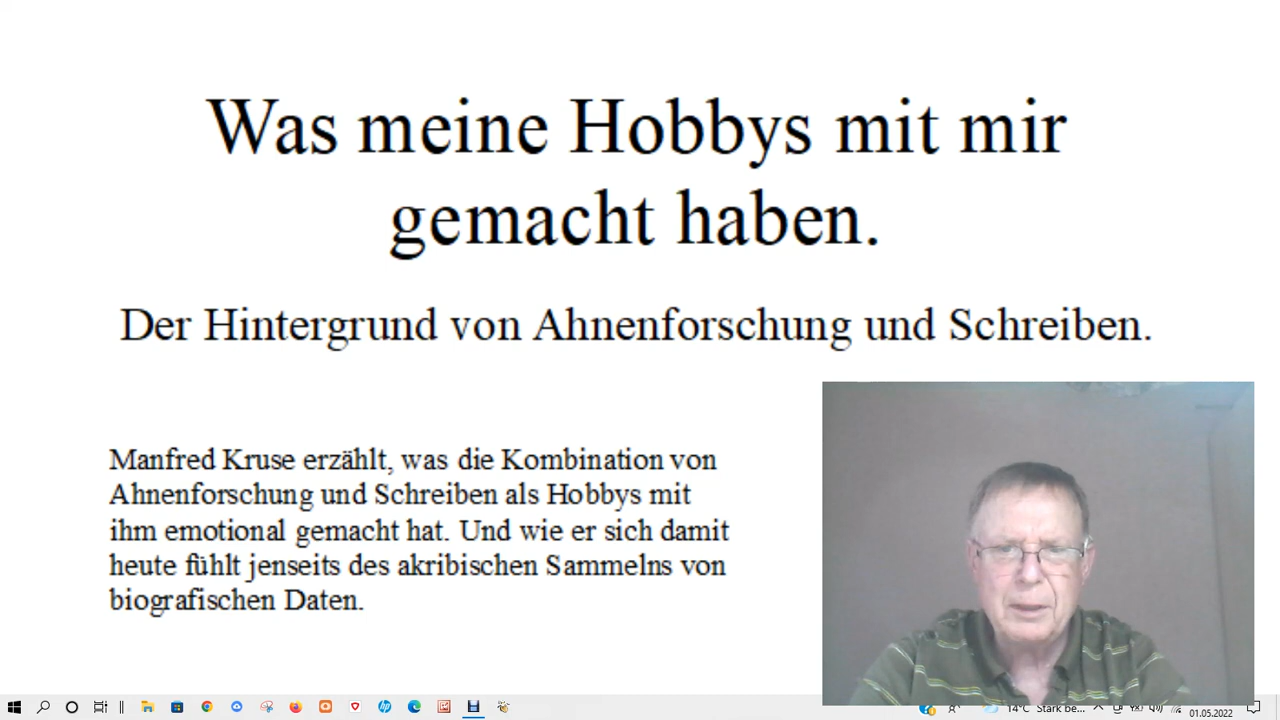 Was meine Hobbys mit mir
gemacht haben.
Der Hintergrund von Ahnenforschung und Schreiben.
Manfred Kruse erzählt, was die Kombination von
Ahnenforschung und Schreiben als Hobbys mit
ihm emotional gemacht hat. Und wie er sich damit
heute fühlt jenseits des akribischen Sammelns von
biografischen Daten.
14°C Stark be...
01.05.2022